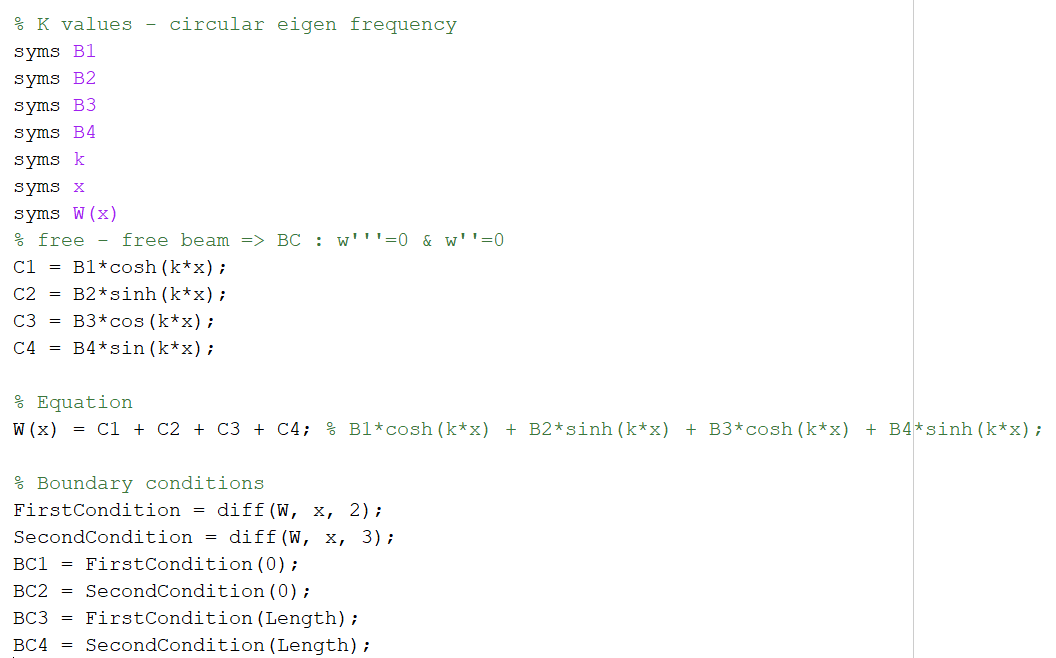 % K values - circular eigen frequency
syms B1
syms B2
syms B3
syms B4
syms k
syms x
syms W(x)
% free - free beam => BC : w'''=0 & w''=0
C1 = B1*cosh(k*x);
C2 = B2*sinh(k*x);
C3 = B3*cos(k*x);
C4 = B4*sin(k*x);
% Equation
W(x) = C1 + C2 + C3 + C4; % B1*cosh(k*x) + B2*sinh(k*x) + B3*cosh(k*x) + B4*sinh(k*x);
% Boundary conditions
FirstCondition = diff(W, x, 2);
SecondCondition = diff(W, x, 3);
BC1 = FirstCondition(0);
BC2 = SecondCondition(0);
BC3 = FirstCondition(Length);
BC4 = SecondCondition(Length);